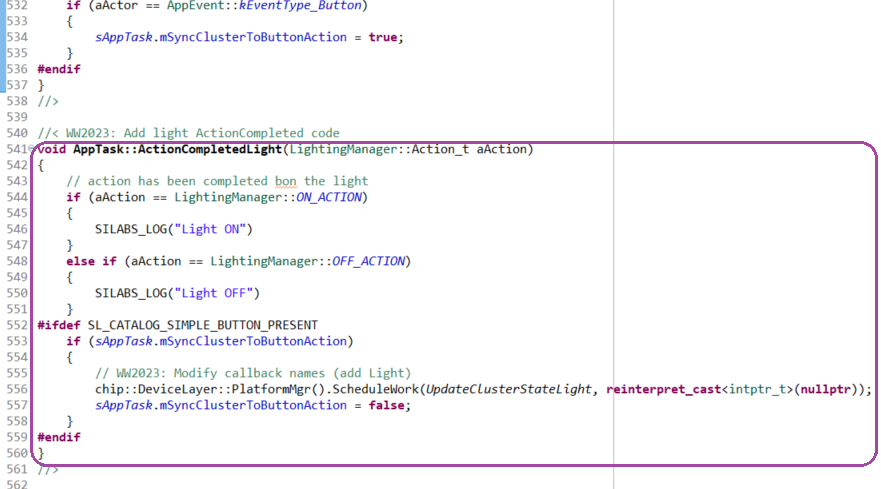 532 if (aActor == AppEvent::kEventType_Button)
533 {
534 sAppTask.mSyncClusterToButtonAction = true;
535 }
536 #endif
537 }
538 //>
539
540 //< WW2023: Add light ActionCompleted code
541 void AppTask::ActionCompletedLight(LightingManager::Action_t aAction)
542 {
543 // action has been completed bon the light
544 if (aAction == LightingManager::ON_ACTION)
545 {
546 SILABS_LOG("Light ON")
547 }
548 else if (aAction == LightingManager::OFF_ACTION)
549 {
550 SILABS_LOG("Light OFF")
551 }
552 #ifdef SL_CATALOG_SIMPLE_BUTTON_PRESENT
553 if (sAppTask.mSyncClusterToButtonAction)
554 {
555 // WW2023: Modify callback names (add Light)
556 chip::DeviceLayer::PlatformMgr().ScheduleWork(UpdateClusterStateLight, reinterpret_cast<intptr_t>(nullptr));
557 sAppTask.mSyncClusterToButtonAction = false;
558 }
559 #endif
560 }
561 //>
562